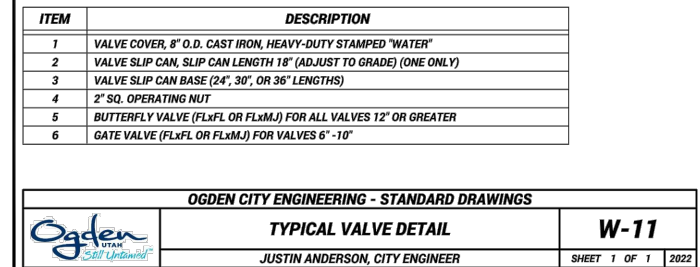 ITEM DESCRIPTION
1 VALVE COVER, 8" O.D. CAST IRON, HEAVY-DUTY STAMPED "WATER"
2 VALVE SLIP CAN, SLIP CAN LENGTH 18" (ADJUST TO GRADE) (ONE ONLY)
3 VALVE SLIP CAN BASE (24", 30", OR 36" LENGTHS)
4 2" SQ. OPERATING NUT
5 BUTTERFLY VALVE (FLxFL OR FLxMJ) FOR ALL VALVES 12" OR GREATER
6 GATE VALVE (FLxFL OR FLxMJ) FOR VALVES 6" -10"
OGDEN CITY ENGINEERING - STANDARD DRAWINGS
Ogden
UTAH
Still Untamed™
TYPICAL VALVE DETAIL
W-11
JUSTIN ANDERSON, CITY ENGINEER
SHEET 1 OF 1 2022